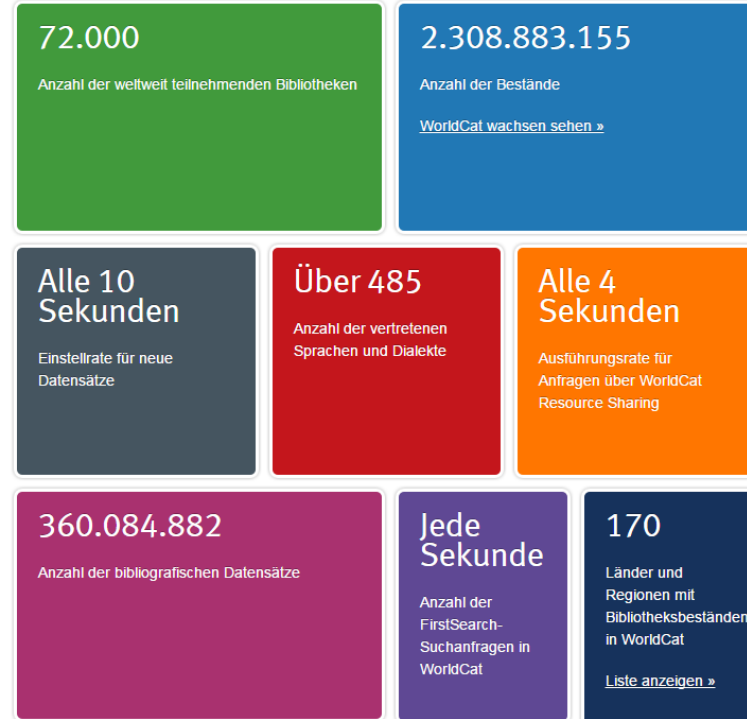 72.000
Anzahl der weltweit teilnehmenden Bibliotheken
2.308.883.155
Anzahl der Bestände
WorldCat wachsen sehen »
Alle 10
Sekunden
Einstellrate für neue
Datensätze
Über 485
Anzahl der vertretenen
Sprachen und Dialekte
Alle 4
Sekunden
Ausführungsrate für
Anfragen über WorldCat
Resource Sharing
360.084.882
Anzahl der bibliografischen Datensätze
Jede
Sekunde
Anzahl der
FirstSearch-
Suchanfragen in
WorldCat
170
Länder und
Regionen mit
Bibliotheksbeständen
in WorldCat
Liste anzeigen »